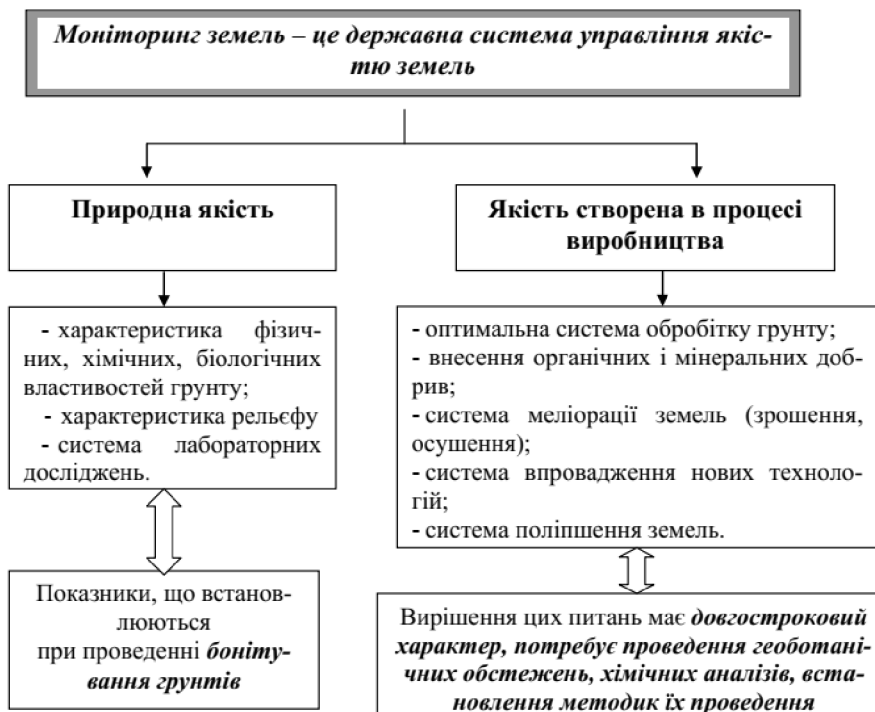 Моніторинг земель – це державна система управління якіс-
тю земель
Природна якість
Якість створена в процесі
виробництва
- характеристика фізич-
них, хімічних, біологічних
властивостей грунту;
- характеристика рельєфу
- система лабораторних
досліджень.
- оптимальна система обробітку грунту;
- внесення органічних і мінеральних доб-
рив;
- система меліорації земель (зрошення,
осушення);
- система впровадження нових техноло-
гій;
- система поліпшення земель.
Показники, що встанов-
люються
при проведенні боніту-
вання грунтів
Вирішення цих питань має довгостроковий
характер, потребує проведення геоботані-
чних обстежень, хімічних аналізів, вста-
новлення методик їх проведення